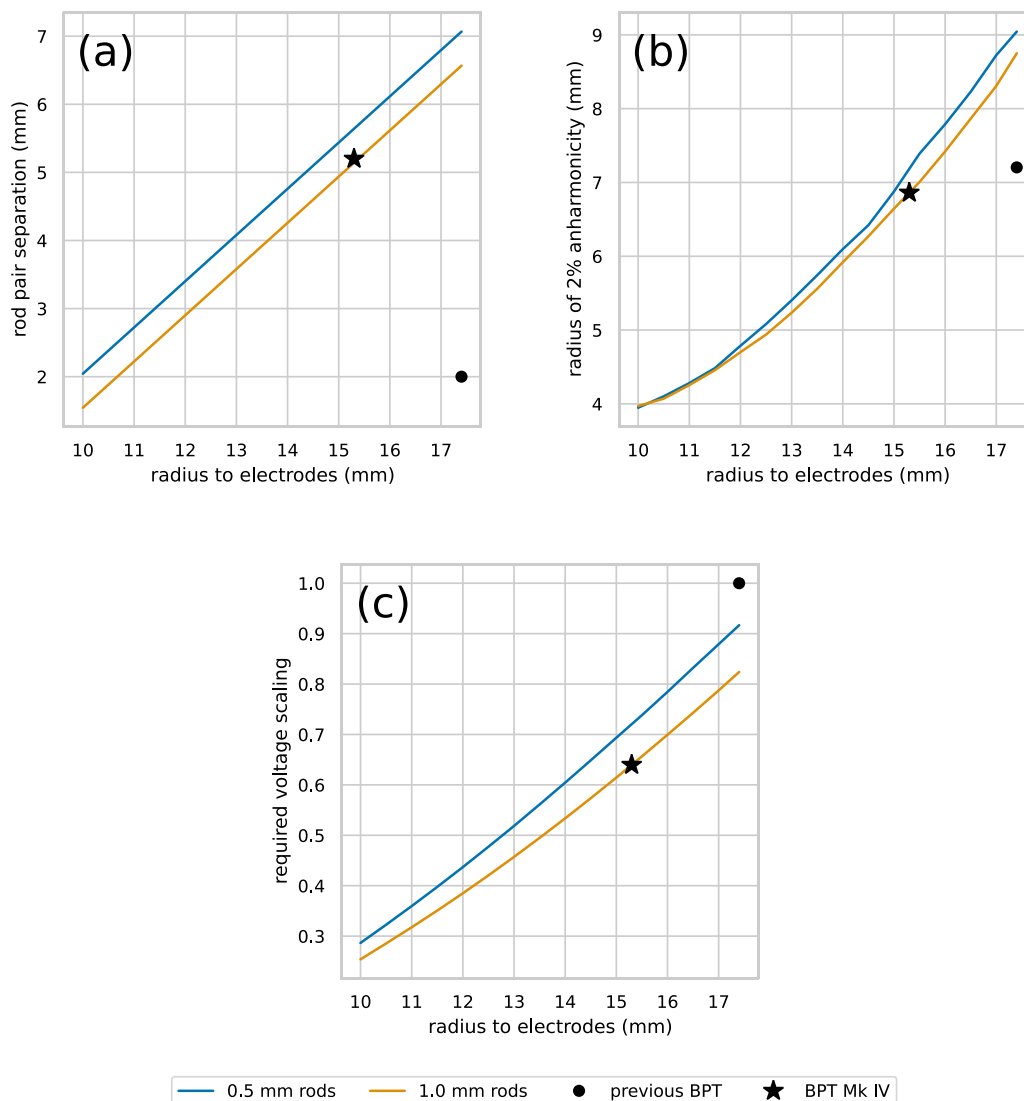 (a)
rod pair separation (mm)
7
6
5
4
3
2
10 11 12 13 14 15 16 17
radius to electrodes (mm)
(b)
radius of 2% anharmonicity (mm)
9
8
7
6
5
4
10 11 12 13 14 15 16 17
radius to electrodes (mm)
(c)
required voltage scaling
1.0
0.9
0.8
0.7
0.6
0.5
0.4
0.3
10 11 12 13 14 15 16 17
radius to electrodes (mm)
0.5 mm rods 1.0 mm rods previous BPT BPT Mk IV